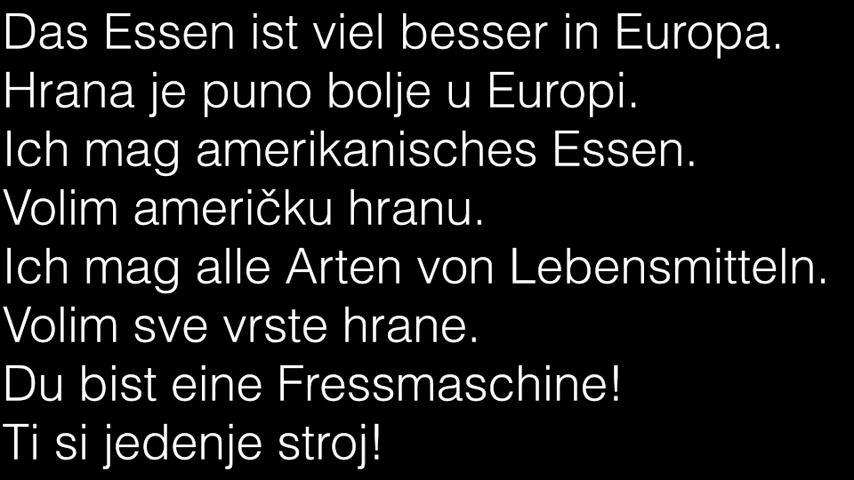 Das Essen ist viel besser in Europa.
Hrana je puno bolje u Europi.
Ich mag amerikanisches Essen.
Volim američku hranu.
Ich mag alle Arten von Lebensmitteln.
Volim sve vrste hrane.
Du bist eine Fressmaschine!
Ti si jedenje stroj!